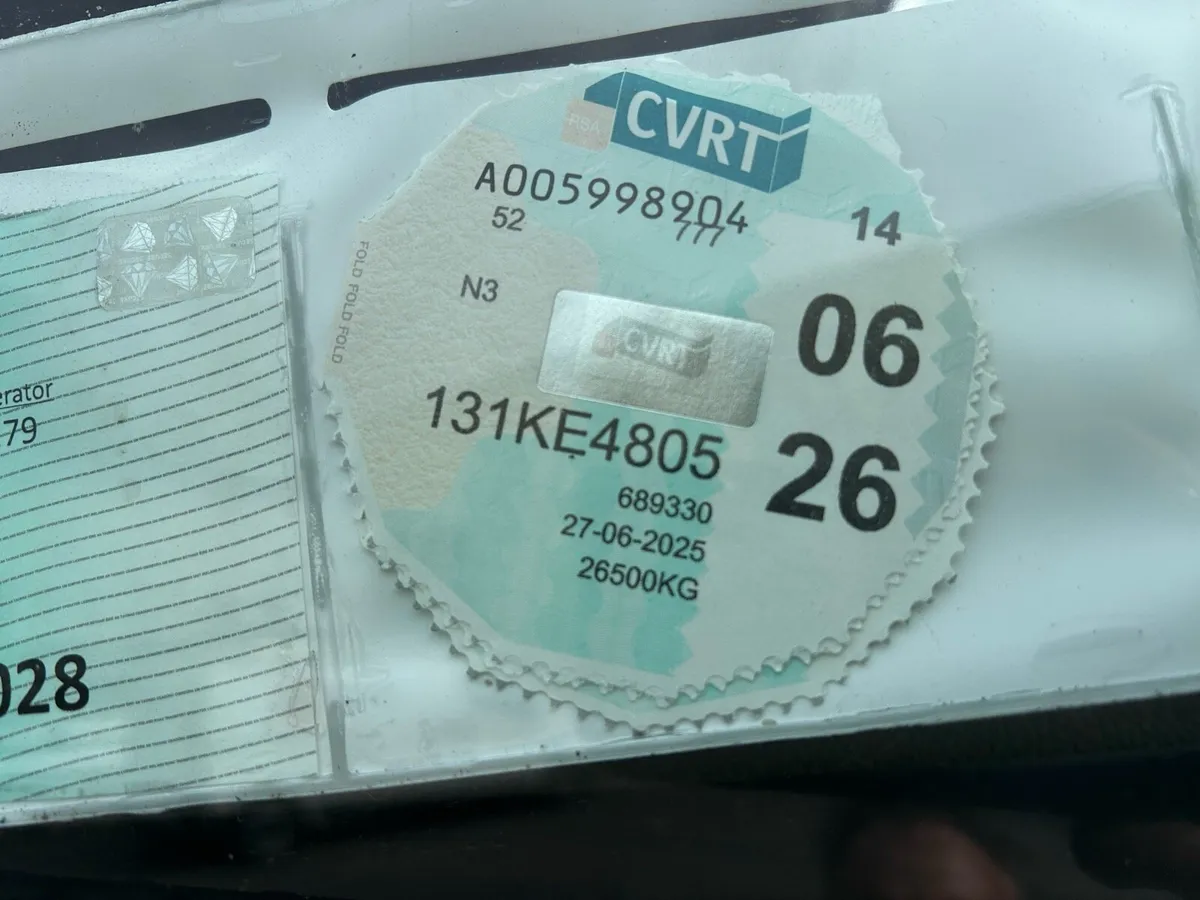 RSA
CVRT
A005998904
52
777
14
N3
FOLD FOLD FOLD
CVRT
06
131KE4805
26
689330
27-06-2025
26500KG
erator
79
028